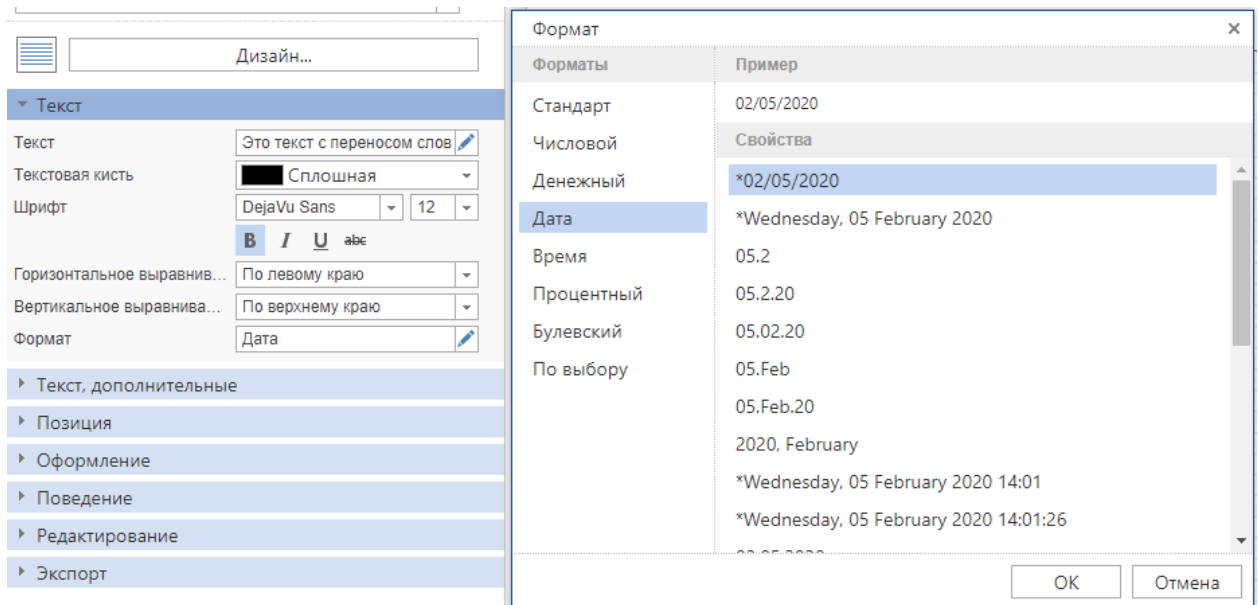 Дизайн...
Текст
Текст Это текст с переносом слов
Текстовая кисть Сплошная
Шрифт DejaVu Sans 12
B I U abc
Горизонтальное выравнив... По левому краю
Вертикальное выравнива... По верхнему краю
Формат Дата
Текст, дополнительные
Позиция
Оформление
Поведение
Редактирование
Экспорт
Формат
Форматы
Стандарт
Числовой
Денежный
Дата
Время
Процентный
Булевский
По выбору
Пример
02/05/2020
Свойства
*02/05/2020
*Wednesday, 05 February 2020
05.2
05.2.20
05.02.20
05.Feb
05.Feb.20
2020, February
*Wednesday, 05 February 2020 14:01
*Wednesday, 05 February 2020 14:01:26
OK Отмена